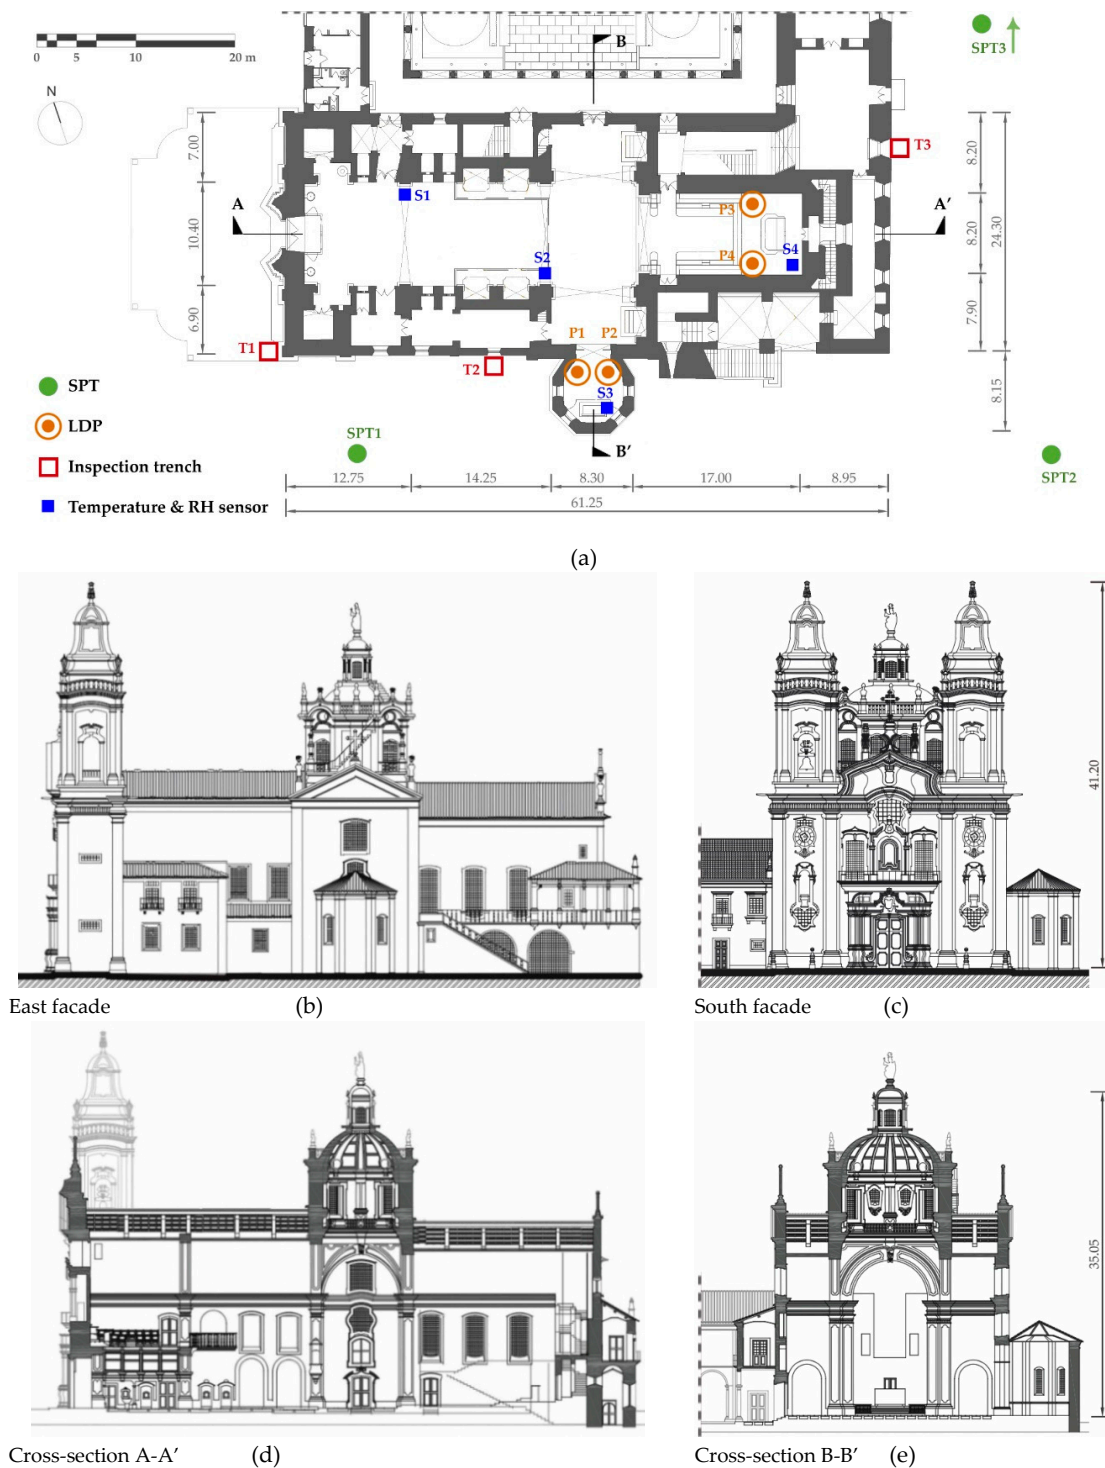 B
SPT3
0 5 10 20 m
N
7.00
8.20
T3
S1
A
P3
A'
10.40
8.20
24.30
S2
P4
S4
6.90
7.90
T1
P1 P2
T2
SPT
S3
8.15
LDP
SPT1
B'
Inspection trench
SPT2
12.75 14.25 8.30 17.00 8.95
Temperature & RH sensor
61.25
(a)
41.20
East facade (b)
South facade (c)
35.05
Cross-section A-A' (d)
Cross-section B-B' (e)